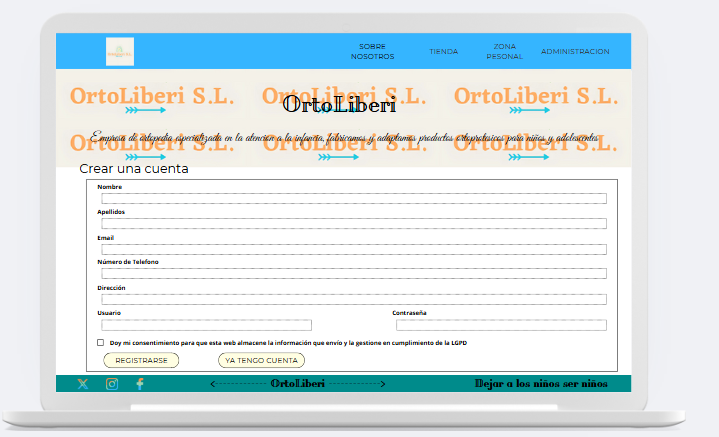 SOBRE NOSOTROS
TIENDA
ZONA PESONAL
ADMINISTRACION
OrtoLiberi S.L. OrtoLiberi S.L. OrtoLiberi S.L.
OrtoLiberi
Empresa de ortopedia especializada en la atencion a la infancia, fabricamos y adaptamos productos ortoprotesicos para niños y adolescentes
OrtoLiberi S.L. OrtoLiberi S.L. OrtoLiberi S.L.
Crear una cuenta
Nombre
Apellidos
Email
Número de Telefono
Dirección
Usuario Contraseña
Doy mi consentimiento para que esta web almacene la información que envío y la gestione en cumplimiento de la LGPD
REGISTRARSE YA TENGO CUENTA
OrtoLiberi Dejar a los niños ser niños